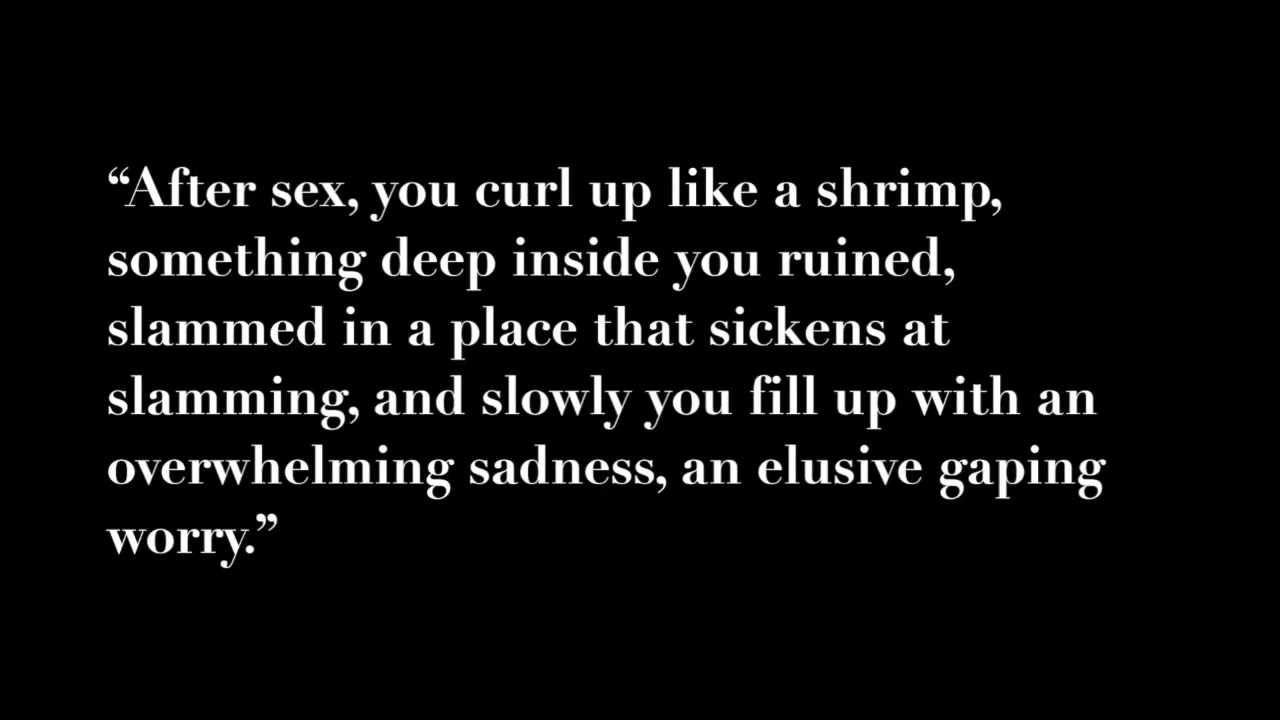 “After sex, you curl up like a shrimp,
something deep inside you ruined,
slammed in a place that sickens at
slamming, and slowly you fill up with an
overwhelming sadness, an elusive gaping
worry.”